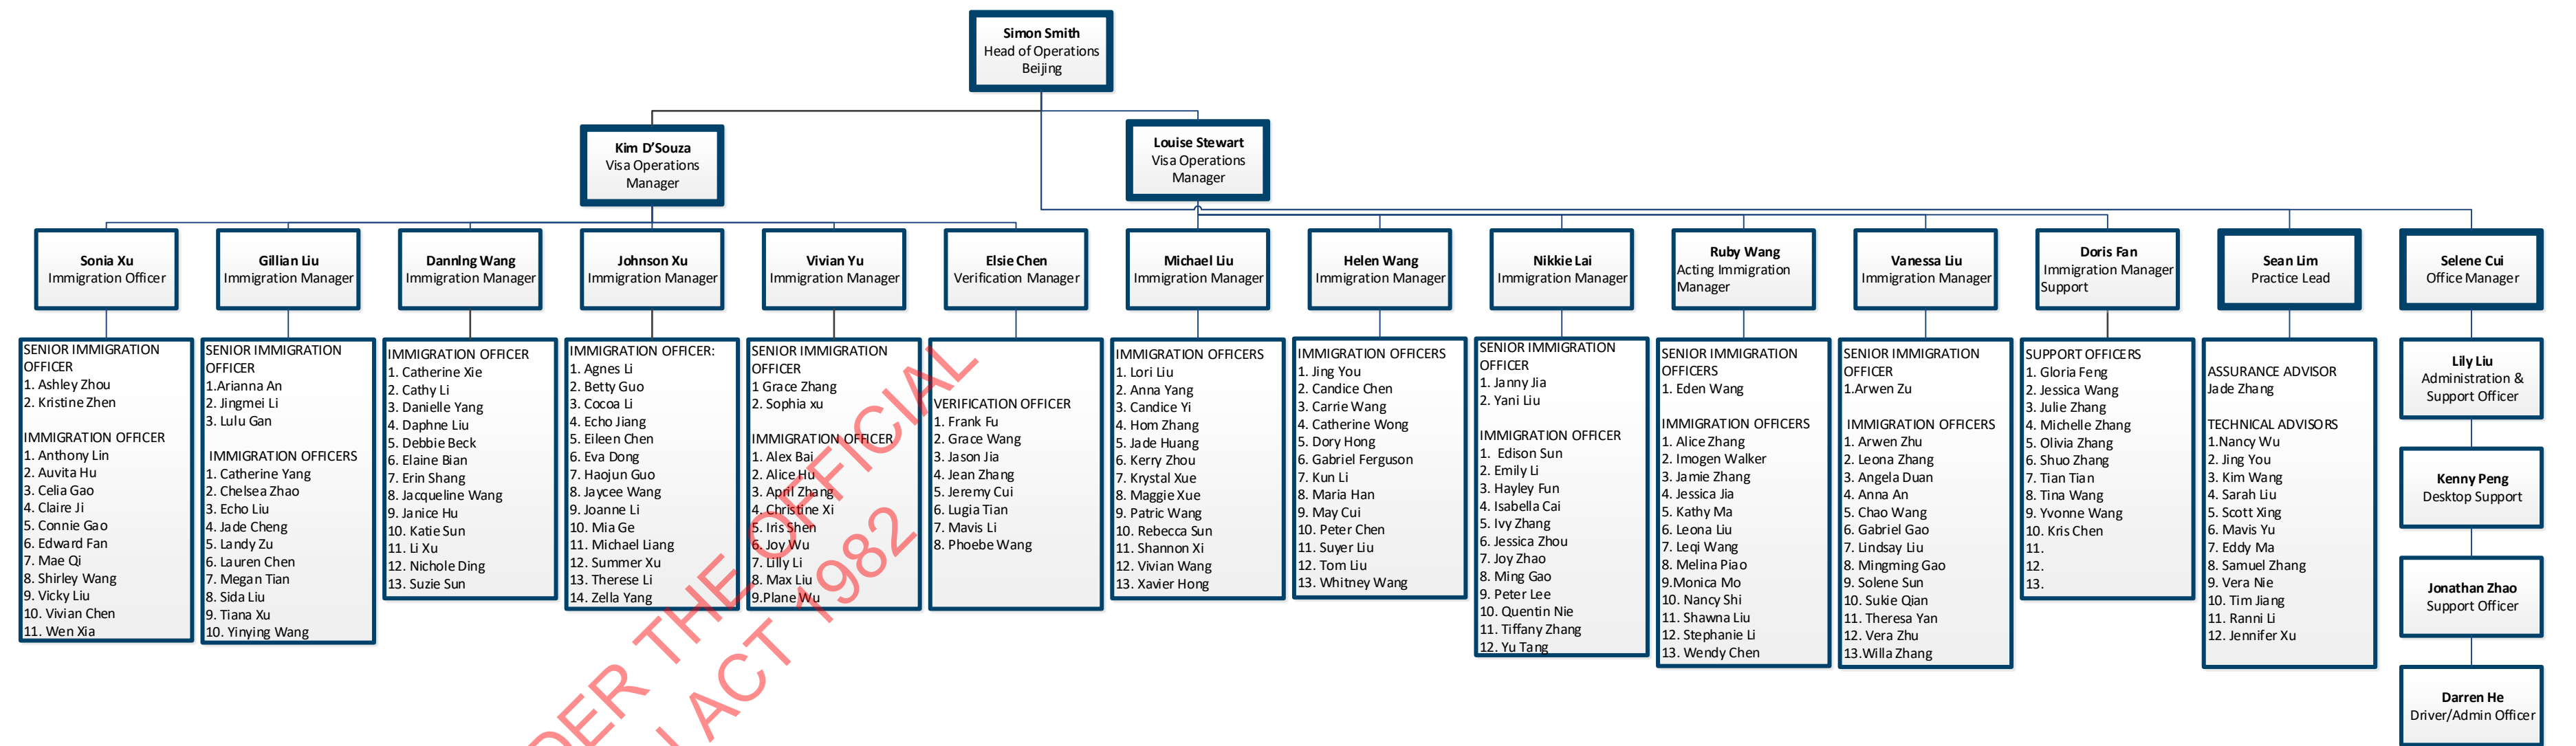 Simon Smith
Head of Operations
Beijing
Kim D’Souza
Visa Operations
Manager
Louise Stewart
Visa Operations
Manager
Sonia Xu
Immigration Officer
Gillian Liu
Immigration Manager
Danning Wang
Immigration Manager
Johnson Xu
Immigration Manager
Vivian Yu
Immigration Manager
Elsie Chen
Verification Manager
Michael Liu
Immigration Manager
Helen Wang
Immigration Manager
Nikkie Lai
Immigration Manager
Ruby Wang
Acting Immigration
Manager
Vanessa Liu
Immigration Manager
Doris Fan
Immigration Manager
Support
Sean Lim
Practice Lead
Selene Cui
Office Manager
SENIOR IMMIGRATION
OFFICER
1. Ashley Zhou
2. Kristine Zhen
IMMIGRATION OFFICER
1. Anthony Lin
2. Auvita Hu
3. Celia Gao
4. Claire Ji
5. Connie Gao
6. Edward Fan
7. Mae Qi
8. Shirley Wang
9. Vicky Liu
10. Vivian Chen
11. Wen Xia
SENIOR IMMIGRATION
OFFICER
1.Arianna An
2. Jingmei Li
3. Lulu Gan
IMMIGRATION OFFICERS
1. Catherine Yang
2. Chelsea Zhao
3. Echo Liu
4. Jade Cheng
5. Landy Zu
6. Lauren Chen
7. Megan Tian
8. Sida Liu
9. Tiana Xu
10. Yinying Wang
IMMIGRATION OFFICER
1. Catherine Xie
2. Cathy Li
3. Danielle Yang
4. Daphne Liu
5. Debbie Beck
6. Elaine Bian
7. Erin Shang
8. Jacqueline Wang
9. Janice Hu
10. Katie Sun
11. Li Xu
12. Nichole Ding
13. Suzie Sun
IMMIGRATION OFFICER:
1. Agnes Li
2. Betty Guo
3. Cocoa Li
4. Echo Jiang
5. Eileen Chen
6. Eva Dong
7. Haojun Guo
8. Jaycee Wang
9. Joanne Li
10. Mia Ge
11. Michael Liang
12. Summer Xu
13. Therese Li
14. Zella Yang
SENIOR IMMIGRATION
OFFICER
1 Grace Zhang
2. Sophia xu
IMMIGRATION OFFICER
1. Alex Bai
2. Alice Hu
3. April Zhang
4. Christine Xi
5. Iris Shen
6. Joy Wu
7. Lilly Li
8. Max Liu
9.Plane Wu
VERIFICATION OFFICER
1. Frank Fu
2. Grace Wang
3. Jason Jia
4. Jean Zhang
5. Jeremy Cui
6. Lugia Tian
7. Mavis Li
8. Phoebe Wang
IMMIGRATION OFFICERS
1. Lori Liu
2. Anna Yang
3. Candice Yi
4. Hom Zhang
5. Jade Huang
6. Kerry Zhou
7. Krystal Xue
8. Maggie Xue
9. Patric Wang
10. Rebecca Sun
11. Shannon Xi
12. Vivian Wang
13. Xavier Hong
IMMIGRATION OFFICERS
1. Jing You
2. Candice Chen
3. Carrie Wang
4. Catherine Wong
5. Dory Hong
6. Gabriel Ferguson
7. Kun Li
8. Maria Han
9. May Cui
10. Peter Chen
11. Suyer Liu
12. Tom Liu
13. Whitney Wang
SENIOR IMMIGRATION
OFFICER
1. Janny Jia
2. Yani Liu
IMMIGRATION OFFICER
1. Edison Sun
2. Emily Li
3. Hayley Fun
4. Isabella Cai
5. Ivy Zhang
6. Jessica Zhou
7. Joy Zhao
8. Ming Gao
9. Peter Lee
10. Quentin Nie
11. Tiffany Zhang
12. Yu Tang
SENIOR IMMIGRATION
OFFICERS
1. Eden Wang
IMMIGRATION OFFICERS
1. Alice Zhang
2. Imogen Walker
3. Jamie Zhang
4. Jessica Jia
5. Kathy Ma
6. Leona Liu
7. Leqi Wang
8. Melina Piao
9.Monica Mo
10. Nancy Shi
11. Shawna Liu
12. Stephanie Li
13. Wendy Chen
SENIOR IMMIGRATION
OFFICER
1.Arwen Zu
IMMIGRATION OFFICERS
1. Arwen Zhu
2. Leona Zhang
3. Angela Duan
4. Anna An
5. Chao Wang
6. Gabriel Gao
7. Lindsay Liu
8. Mingming Gao
9. Solene Sun
10. Sukie Qian
11. Theresa Yan
12. Vera Zhu
13.Willa Zhang
SUPPORT OFFICERS
1. Gloria Feng
2. Jessica Wang
3. Julie Zhang
4. Michelle Zhang
5. Olivia Zhang
6. Shuo Zhang
7. Tian Tian
8. Tina Wang
9. Yvonne Wang
10. Kris Chen
11.
12.
13.
ASSURANCE ADVISOR
Jade Zhang
TECHNICAL ADVISORS
1.Nancy Wu
2. Jing You
3. Kim Wang
4. Sarah Liu
5. Scott Xing
6. Mavis Yu
7. Eddy Ma
8. Samuel Zhang
9. Vera Nie
10. Tim Jiang
11. Ranni Li
12. Jennifer Xu
Lily Liu
Administration &
Support Officer
Kenny Peng
Desktop Support
Jonathan Zhao
Support Officer
Darren He
Driver/Admin Officer
DER THE OFFICIAL
N ACT 1982